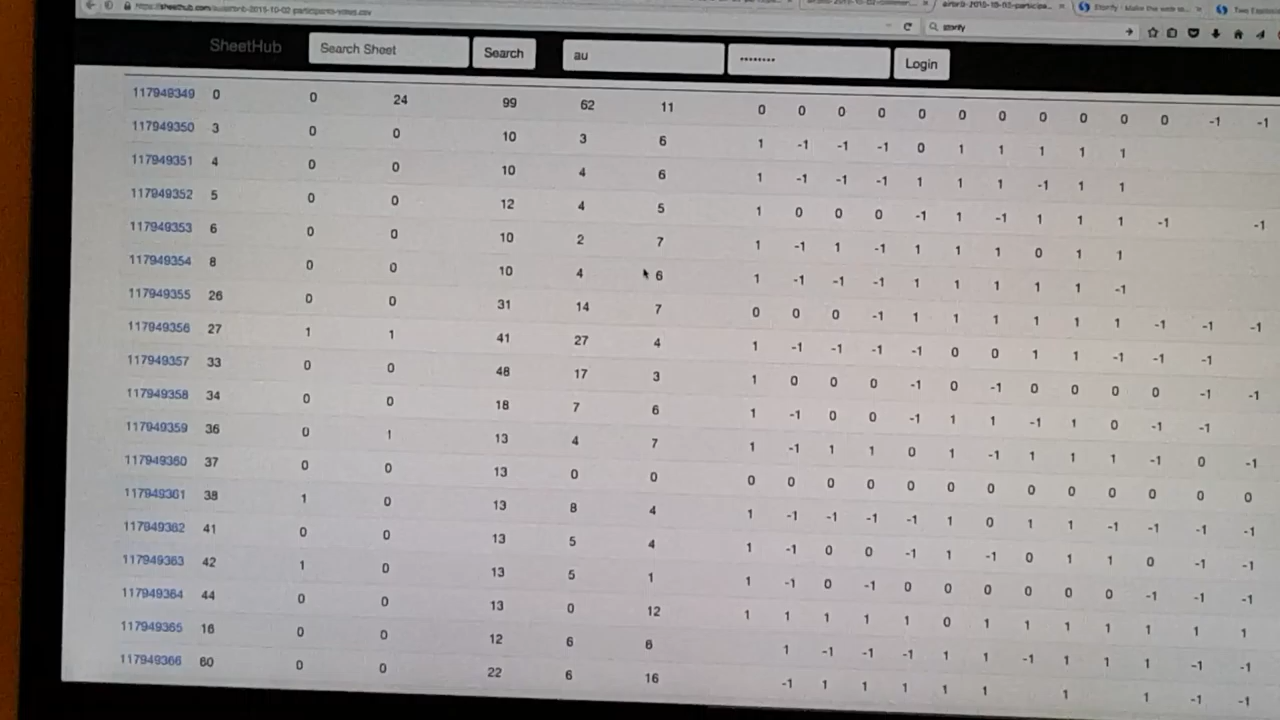 https://sheethub.com/au/airbnb-2015-10-02-participants-votes.csv storify
SheetHub Search Sheet Search au •••••••• Login
117949349 0 0 24 99 62 11 0 0 0 0 0 0 0 0 0 0 0 -1 -1
117949350 3 0 0 10 3 6 1 -1 -1 -1 0 1 1 1 1 1
117949351 4 0 0 10 4 6 1 -1 -1 -1 1 1 1 -1 1 1
117949352 5 0 0 12 4 5 1 0 0 0 -1 1 -1 1 1 1 -1 -1
117949353 6 0 0 10 2 7 1 -1 1 -1 1 1 1 0 1 1
117949354 8 0 0 10 4 6 1 -1 -1 -1 1 1 1 1 1 -1
117949355 26 0 0 31 14 7 0 0 0 -1 1 1 1 1 1 1 -1 -1 -1
117949356 27 1 1 41 27 4 1 -1 -1 -1 -1 0 0 1 1 -1 -1 -1
117949357 33 0 0 48 17 3 1 0 0 0 -1 0 -1 0 0 0 0 -1 -1
117949358 34 0 0 18 7 6 1 -1 0 0 -1 1 1 -1 1 0 -1 -1
117949359 36 0 1 13 4 7 1 -1 1 1 0 1 -1 1 1 1 -1 0 -1
117949360 37 0 0 13 0 0 0 0 0 0 0 0 0 0 0 0 0 0 0
117949361 38 1 0 13 8 4 1 -1 -1 -1 -1 1 0 1 1 -1 -1 -1 -1
117949362 41 0 0 13 5 4 1 -1 0 0 -1 1 -1 0 1 1 0 -1 -1
117949363 42 1 0 13 5 1 1 -1 0 -1 0 0 0 0 0 0 -1 -1 -1
117949364 44 0 0 13 0 12 1 1 1 1 1 0 1 1 1 1 1 1 1
117949365 16 0 0 12 6 6 1 -1 -1 -1 1 1 -1 1 1 1 -1 -1
117949366 60 0 0 22 6 16 -1 1 1 1 1 1 1 1 -1 -1